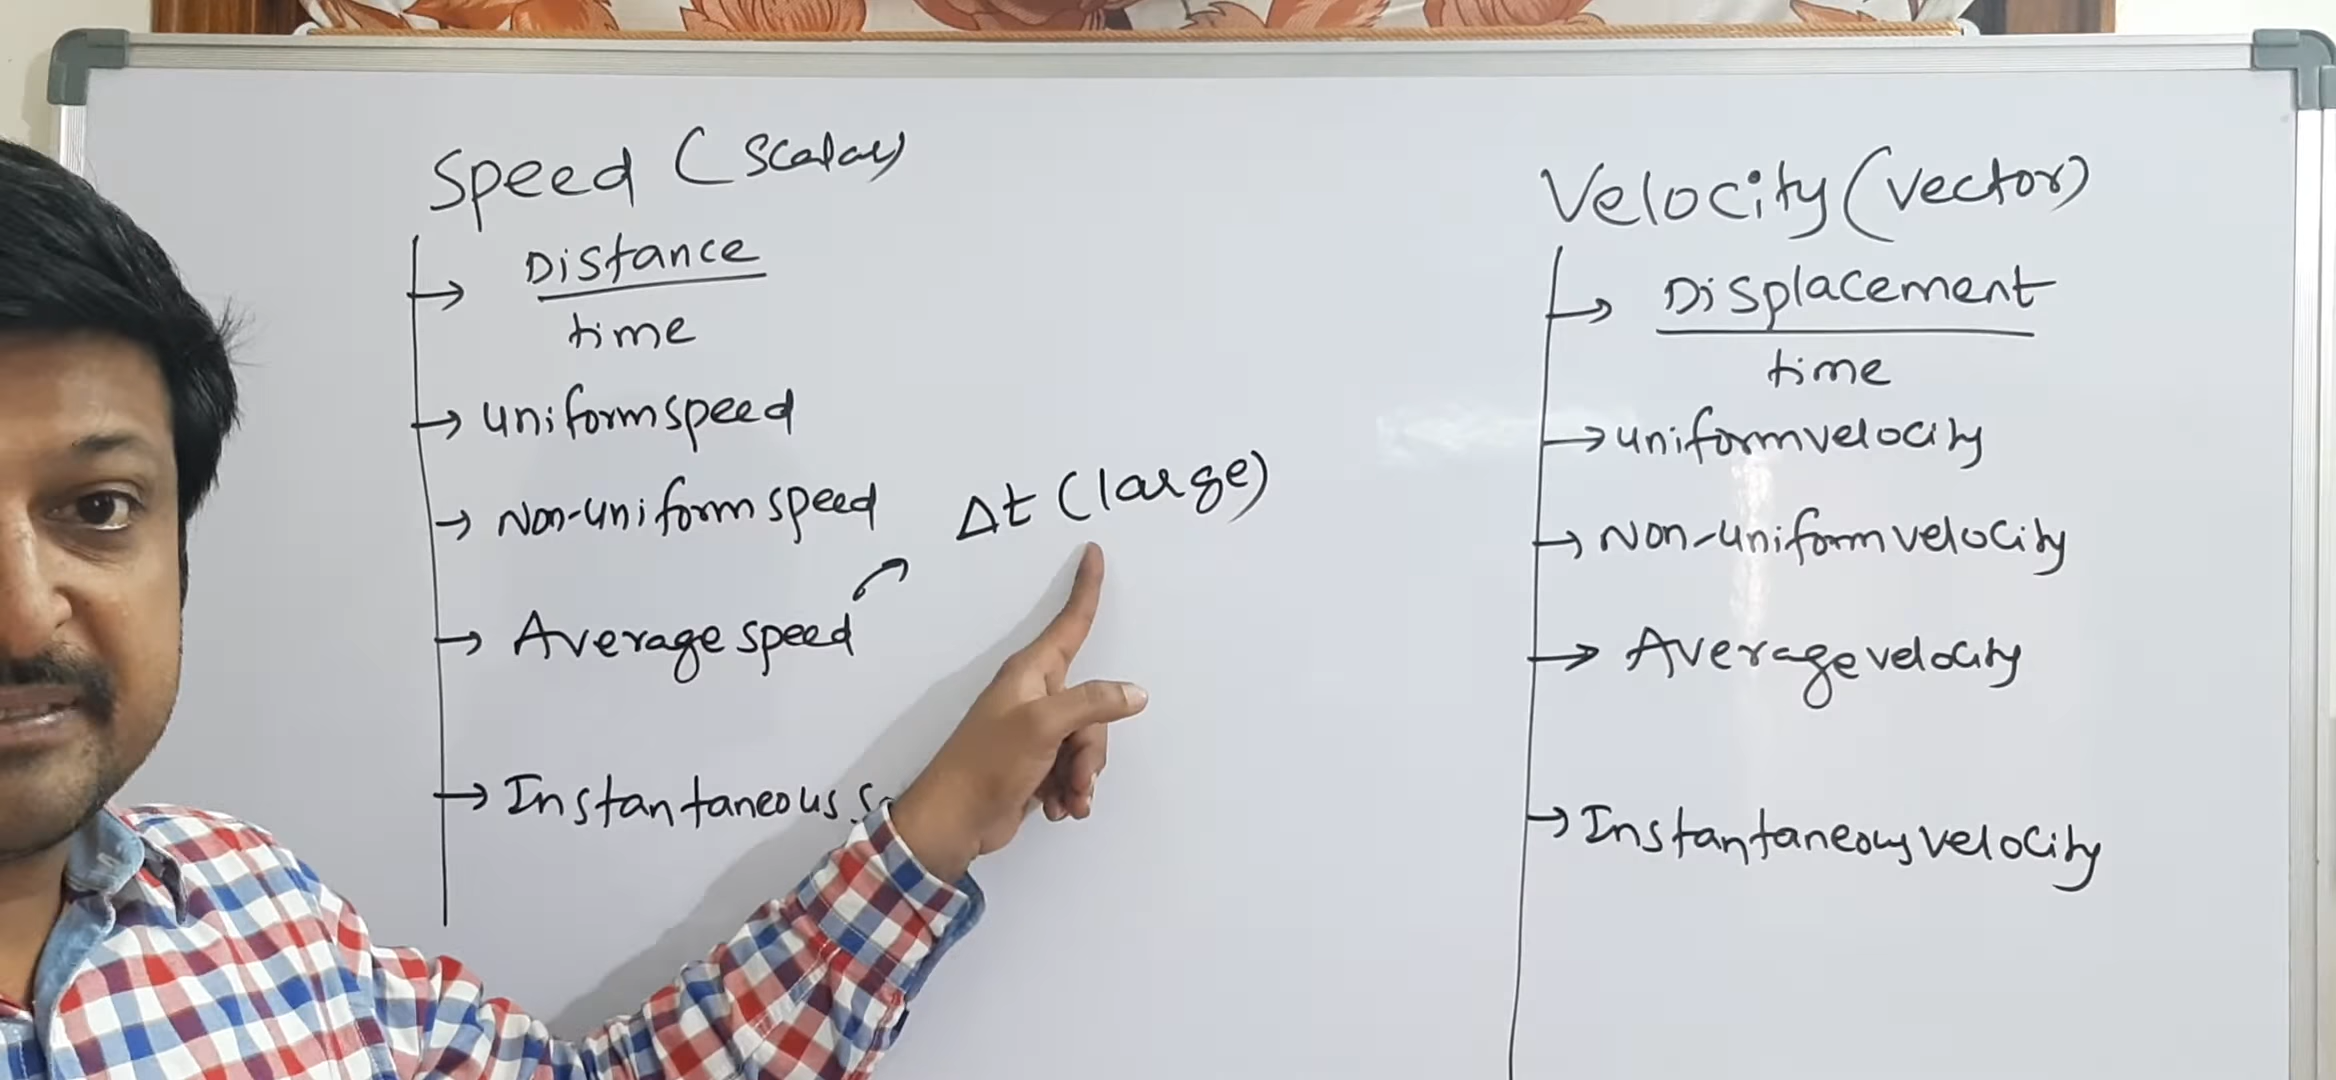 Speed (Scalar)
Distance
time
uniform speed
Non-uniform speed
Δt (large)
Average speed
Instantaneous
Velocity (vector)
Displacement
time
uniform velocity
Non-uniform velocity
Average velocity
Instantaneous velocity